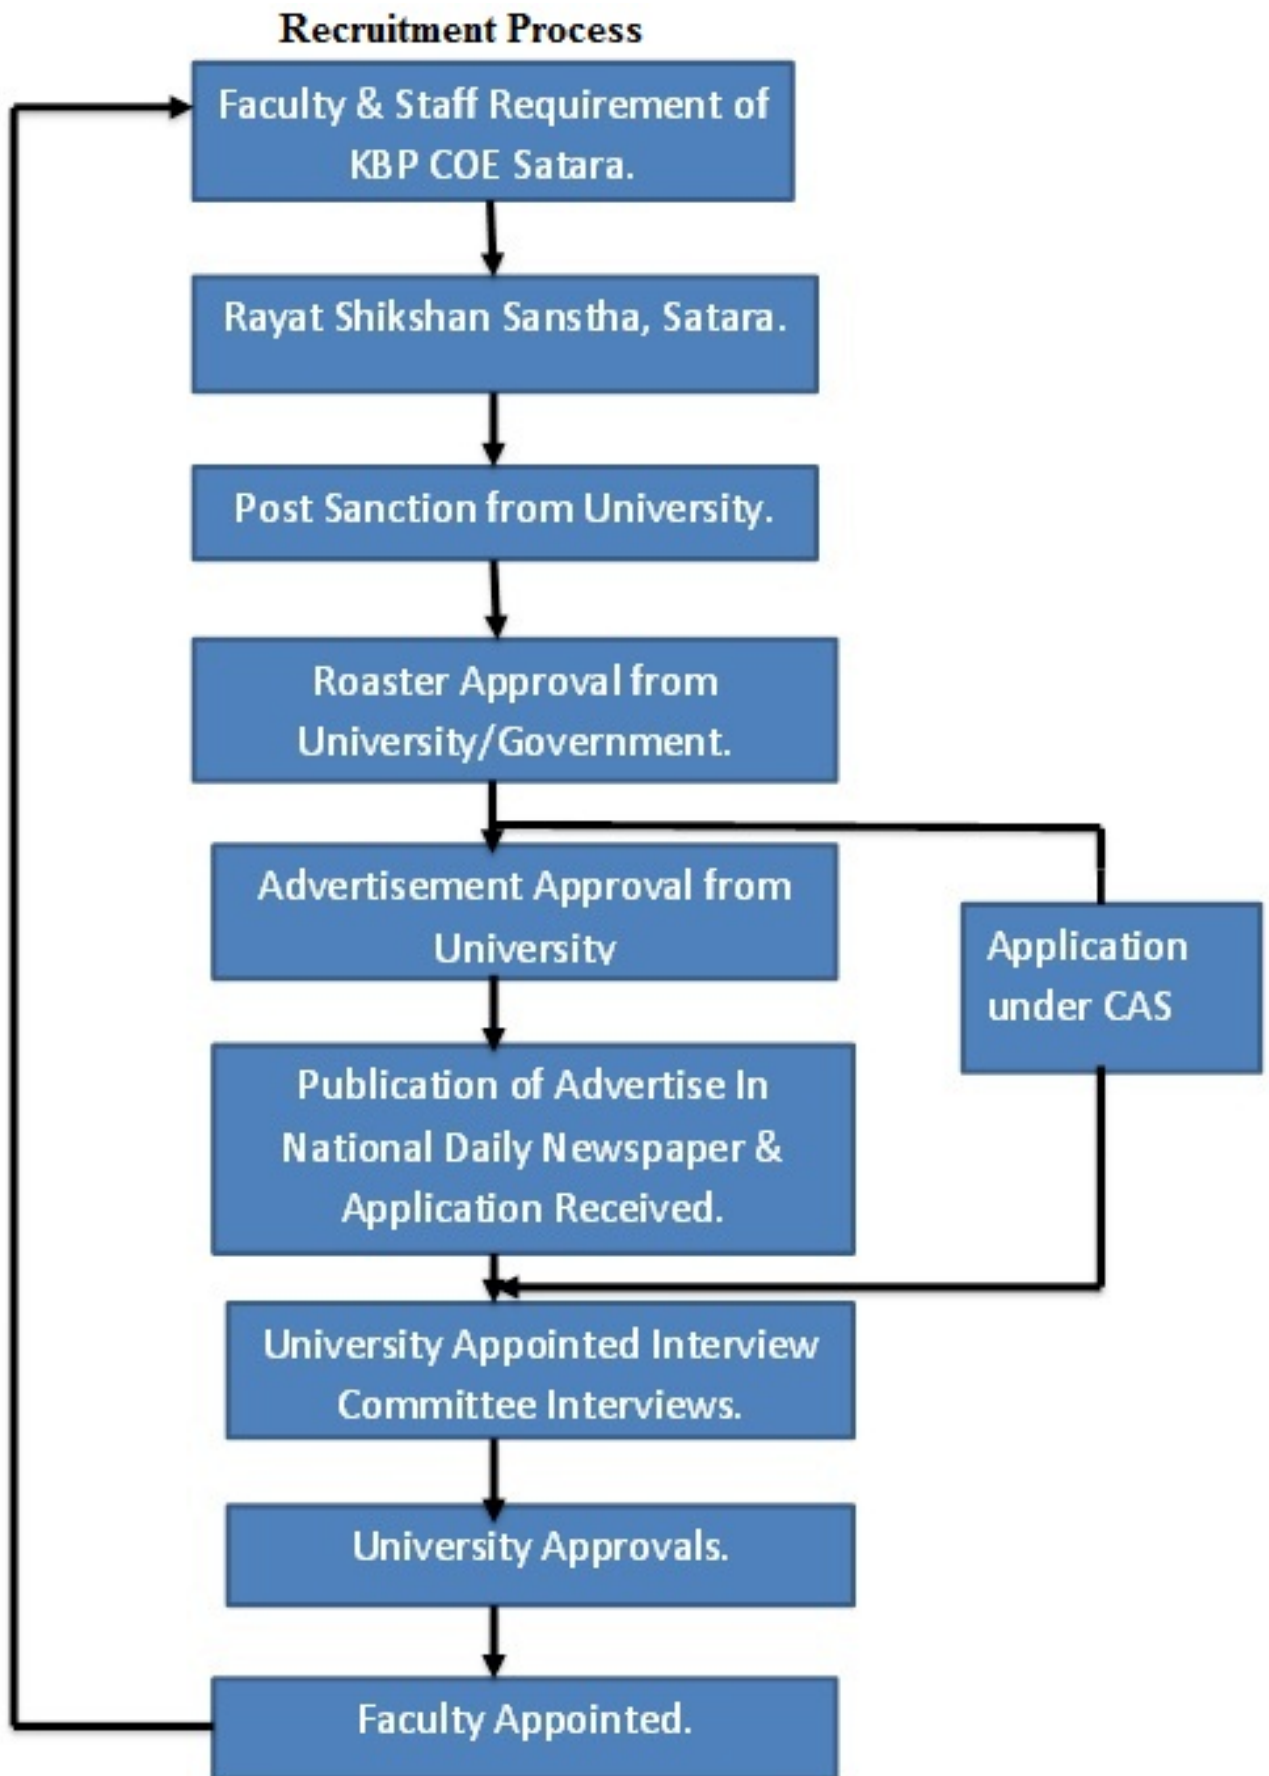 Recruitment Process
Faculty & Staff Requirement of
KBP COE Satara.
Rayat Shikshan Sanstha, Satara.
Post Sanction from University.
Roaster Approval from
University/Government.
Advertisement Approval from
University
Application
under CAS
Publication of Advertise In
National Daily Newspaper &
Application Received.
University Appointed Interview
Committee Interviews.
University Approvals.
Faculty Appointed.